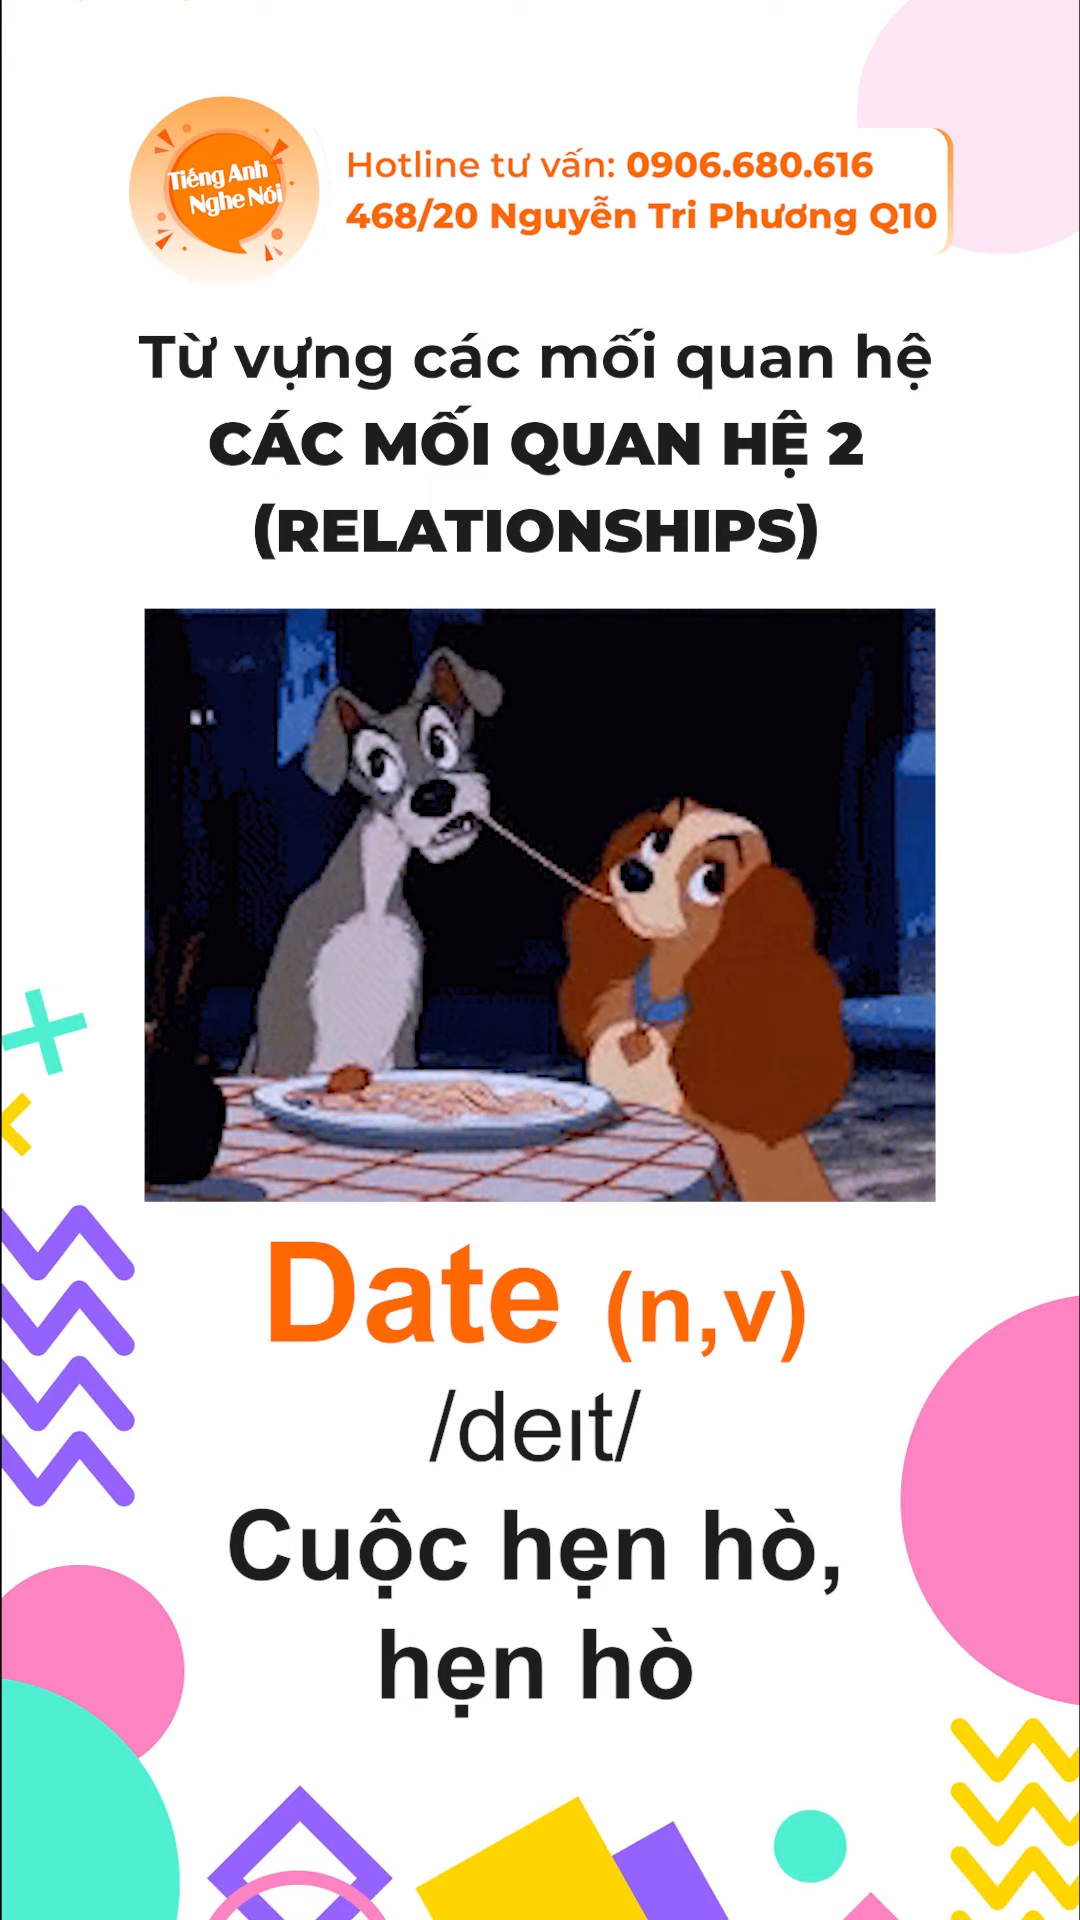 Tiếng Anh
Nghe Nói
Hotline tư vấn: 0906.680.616
468/20 Nguyễn Tri Phương Q10
Từ vựng các mối quan hệ
CÁC MỐI QUAN HỆ 2
(RELATIONSHIPS)
Date (n,v)
/deɪt/
Cuộc hẹn hò,
hẹn hò